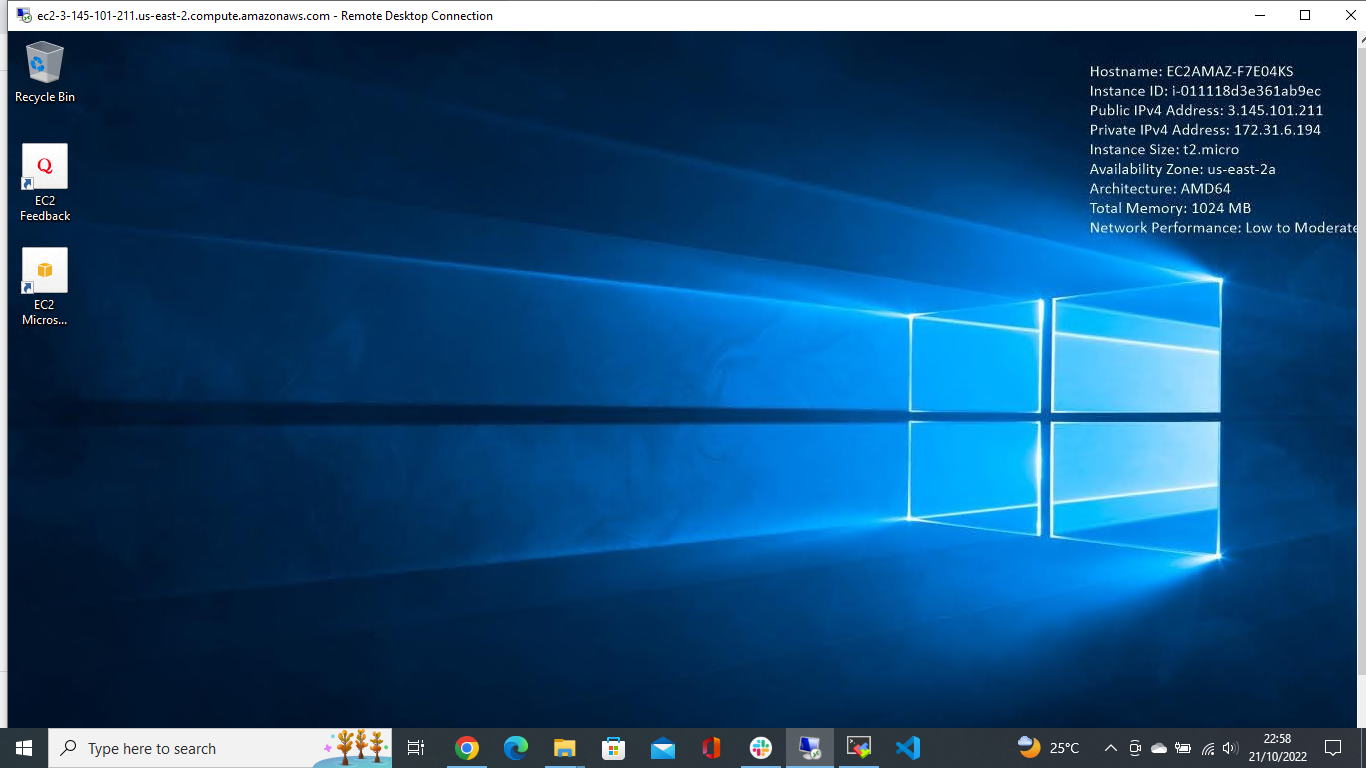 ec2-3-145-101-211.us-east-2.compute.amazonaws.com - Remote Desktop Connection
Recycle Bin
Q
EC2
Feedback
EC2
Micros...
Hostname: EC2AMAZ-F7E04KS
Instance ID: i-011118d3e361ab9ec
Public IPv4 Address: 3.145.101.211
Private IPv4 Address: 172.31.6.194
Instance Size: t2.micro
Availability Zone: us-east-2a
Architecture: AMD64
Total Memory: 1024 MB
Network Performance: Low to Moderate
Type here to search
25°C
22:58
21/10/2022